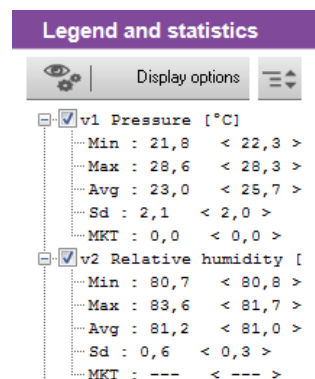 Legend and statistics
Display options
v1 Pressure [°C]
Min : 21,8 < 22,3 >
Max : 28,6 < 28,3 >
Avg : 23,0 < 25,7 >
Sd : 2,1 < 2,0 >
MKT : 0,0 < 0,0 >
v2 Relative humidity [
Min : 80,7 < 80,8 >
Max : 83,6 < 81,7 >
Avg : 81,2 < 81,0 >
Sd : 0,6 < 0,3 >
MKT : --- < --- >